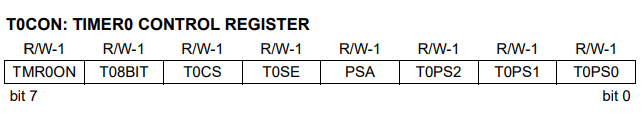 T0CON: TIMER0 CONTROL REGISTER
R/W-1 R/W-1 R/W-1 R/W-1 R/W-1 R/W-1 R/W-1 R/W-1
TMR0ON T08BIT T0CS T0SE PSA T0PS2 T0PS1 T0PS0
bit 7 bit 0